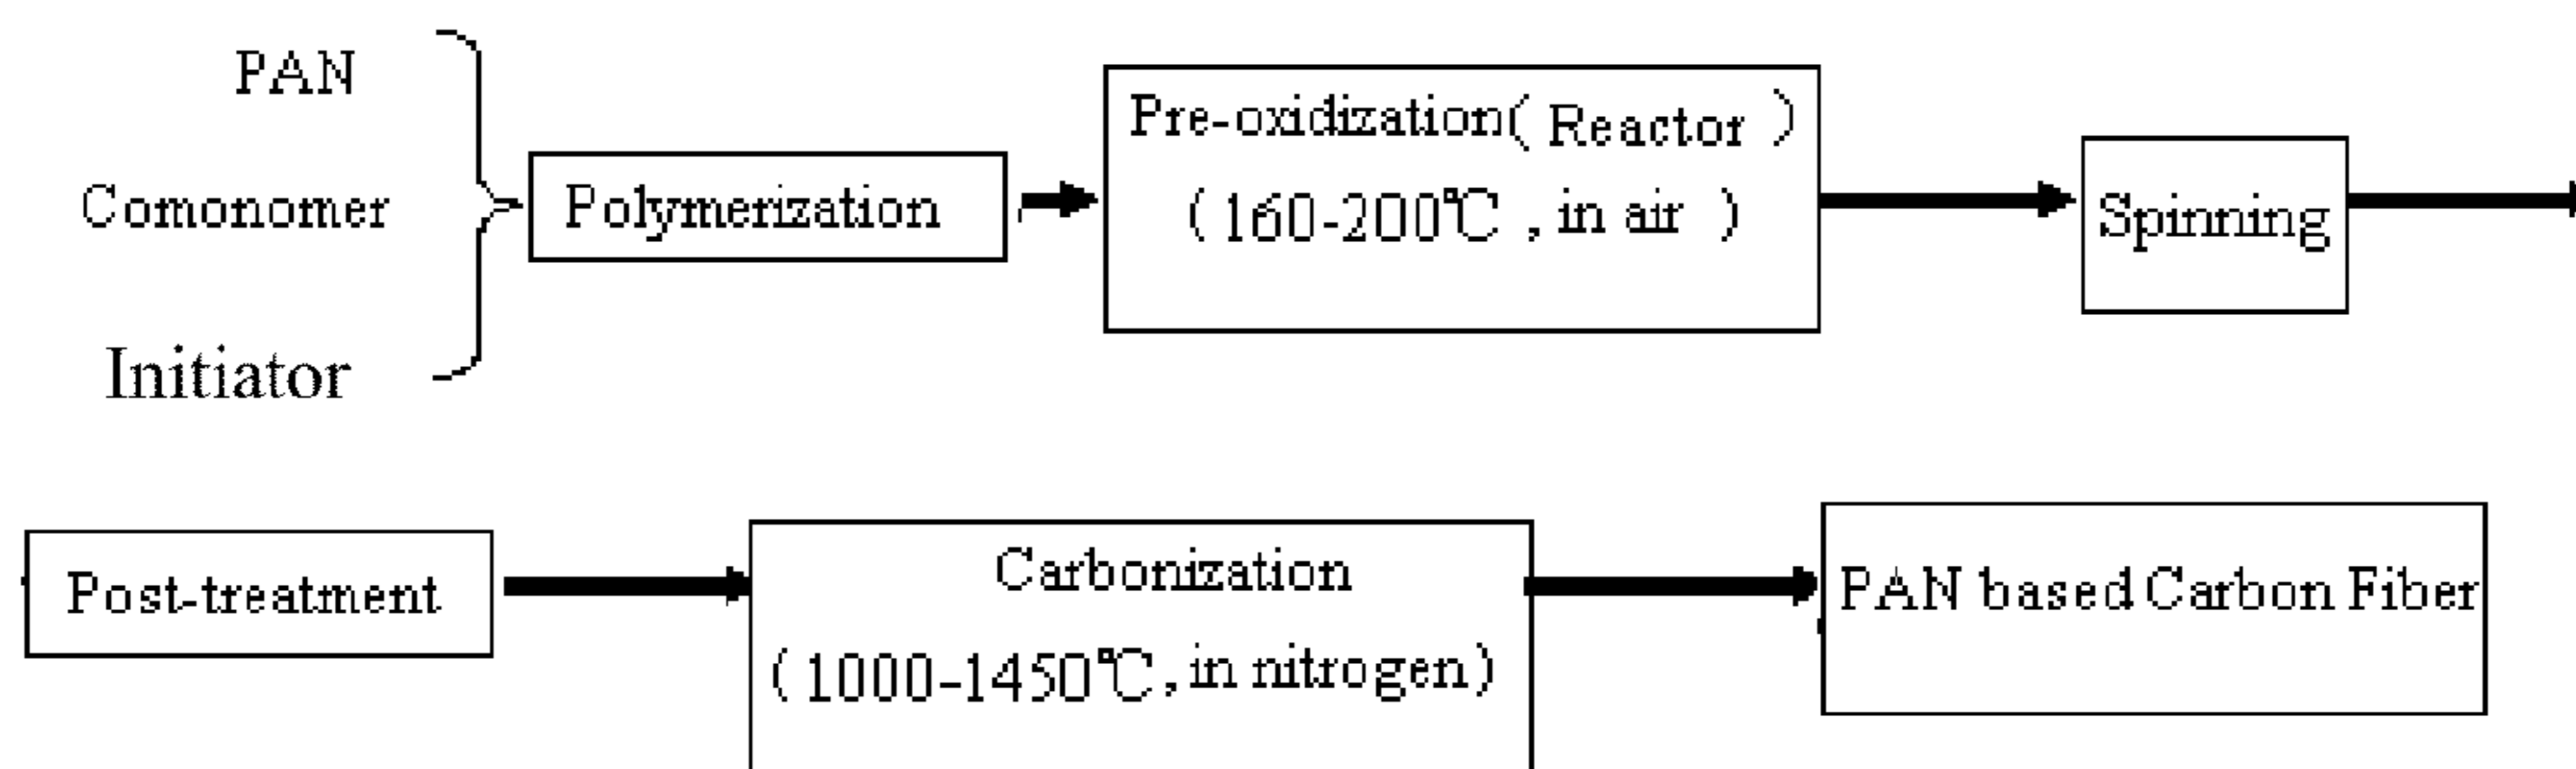 PAN
Comonomer
Initiator
Polymerization
Pre-oxidization( Reactor )
( 160-200℃ , in air )
Spinning
Post-treatment
Carbonization
( 1000-1450℃, in nitrogen)
PAN based Carbon Fiber